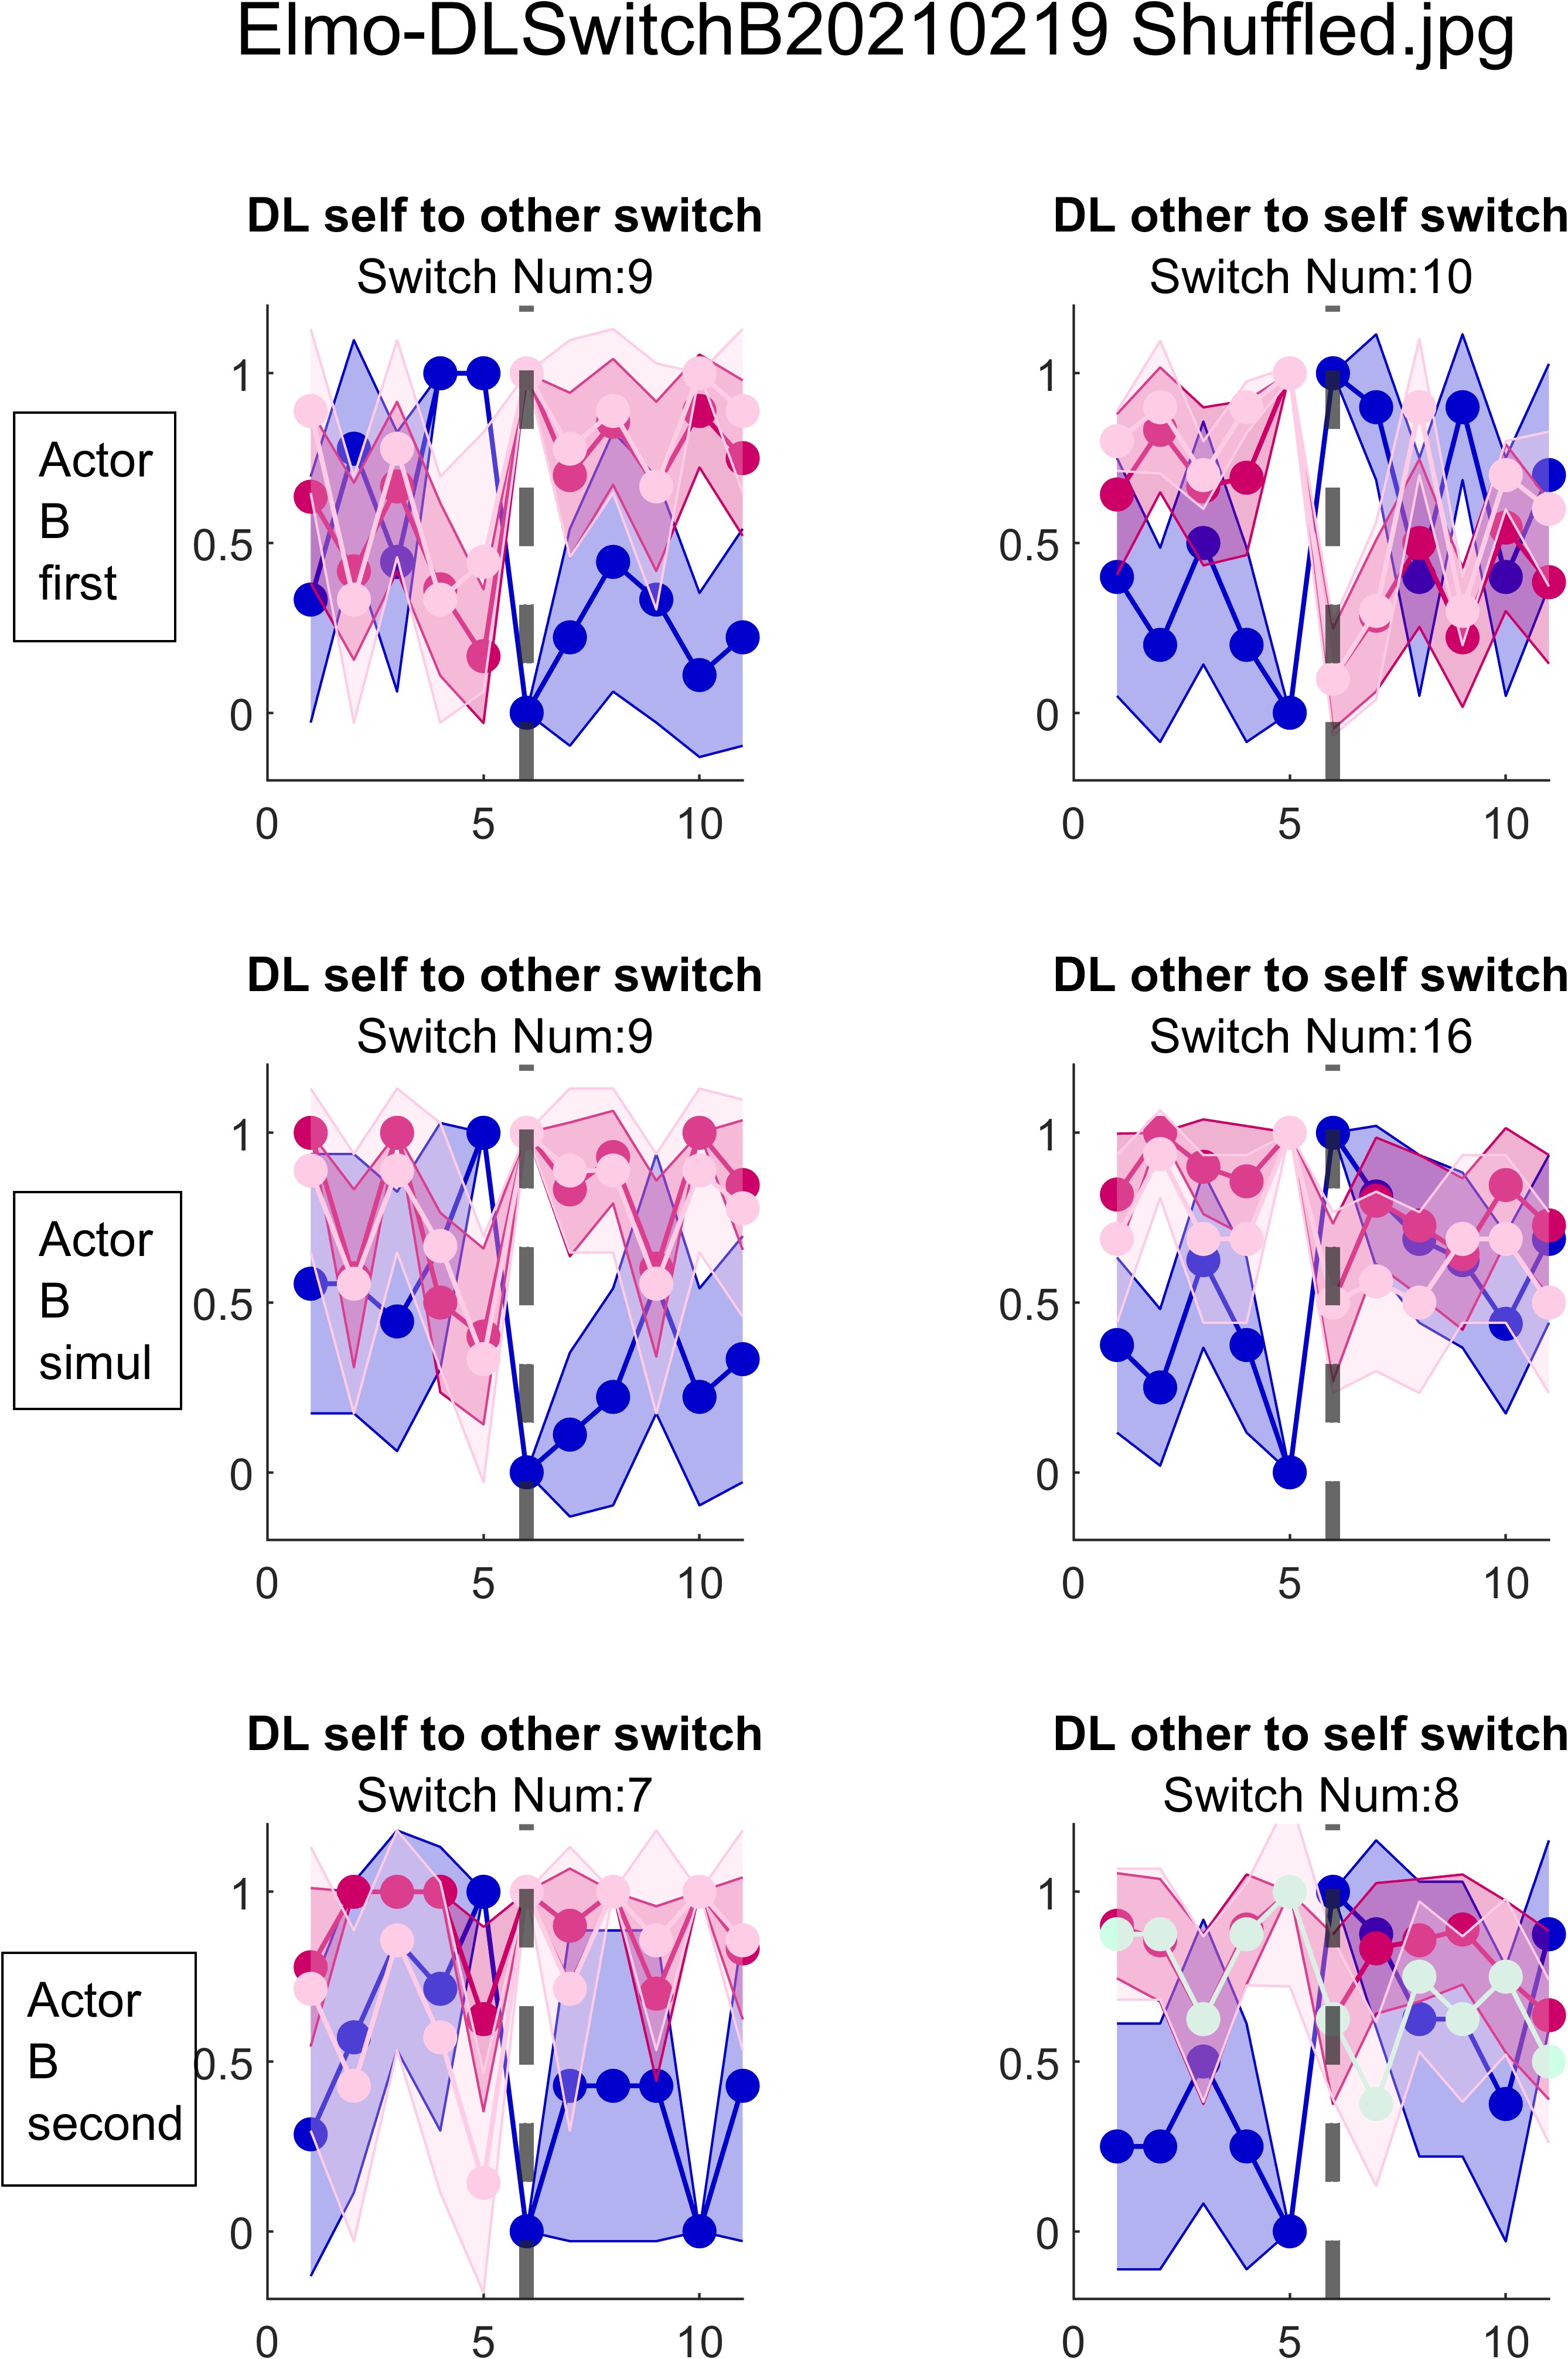 Elmo-DLSwitchB20210219 Shuffled.jpg
DL self to other switch
Switch Num:9
DL other to self switch
Switch Num:10
Actor
B
first
1
0.5
0
0 5 10
1
0.5
0
0 5 10
DL self to other switch
Switch Num:9
DL other to self switch
Switch Num:16
Actor
B
simul
1
0.5
0
0 5 10
1
0.5
0
0 5 10
DL self to other switch
Switch Num:7
DL other to self switch
Switch Num:8
Actor
B
second
1
0.5
0
0 5 10
1
0.5
0
0 5 10